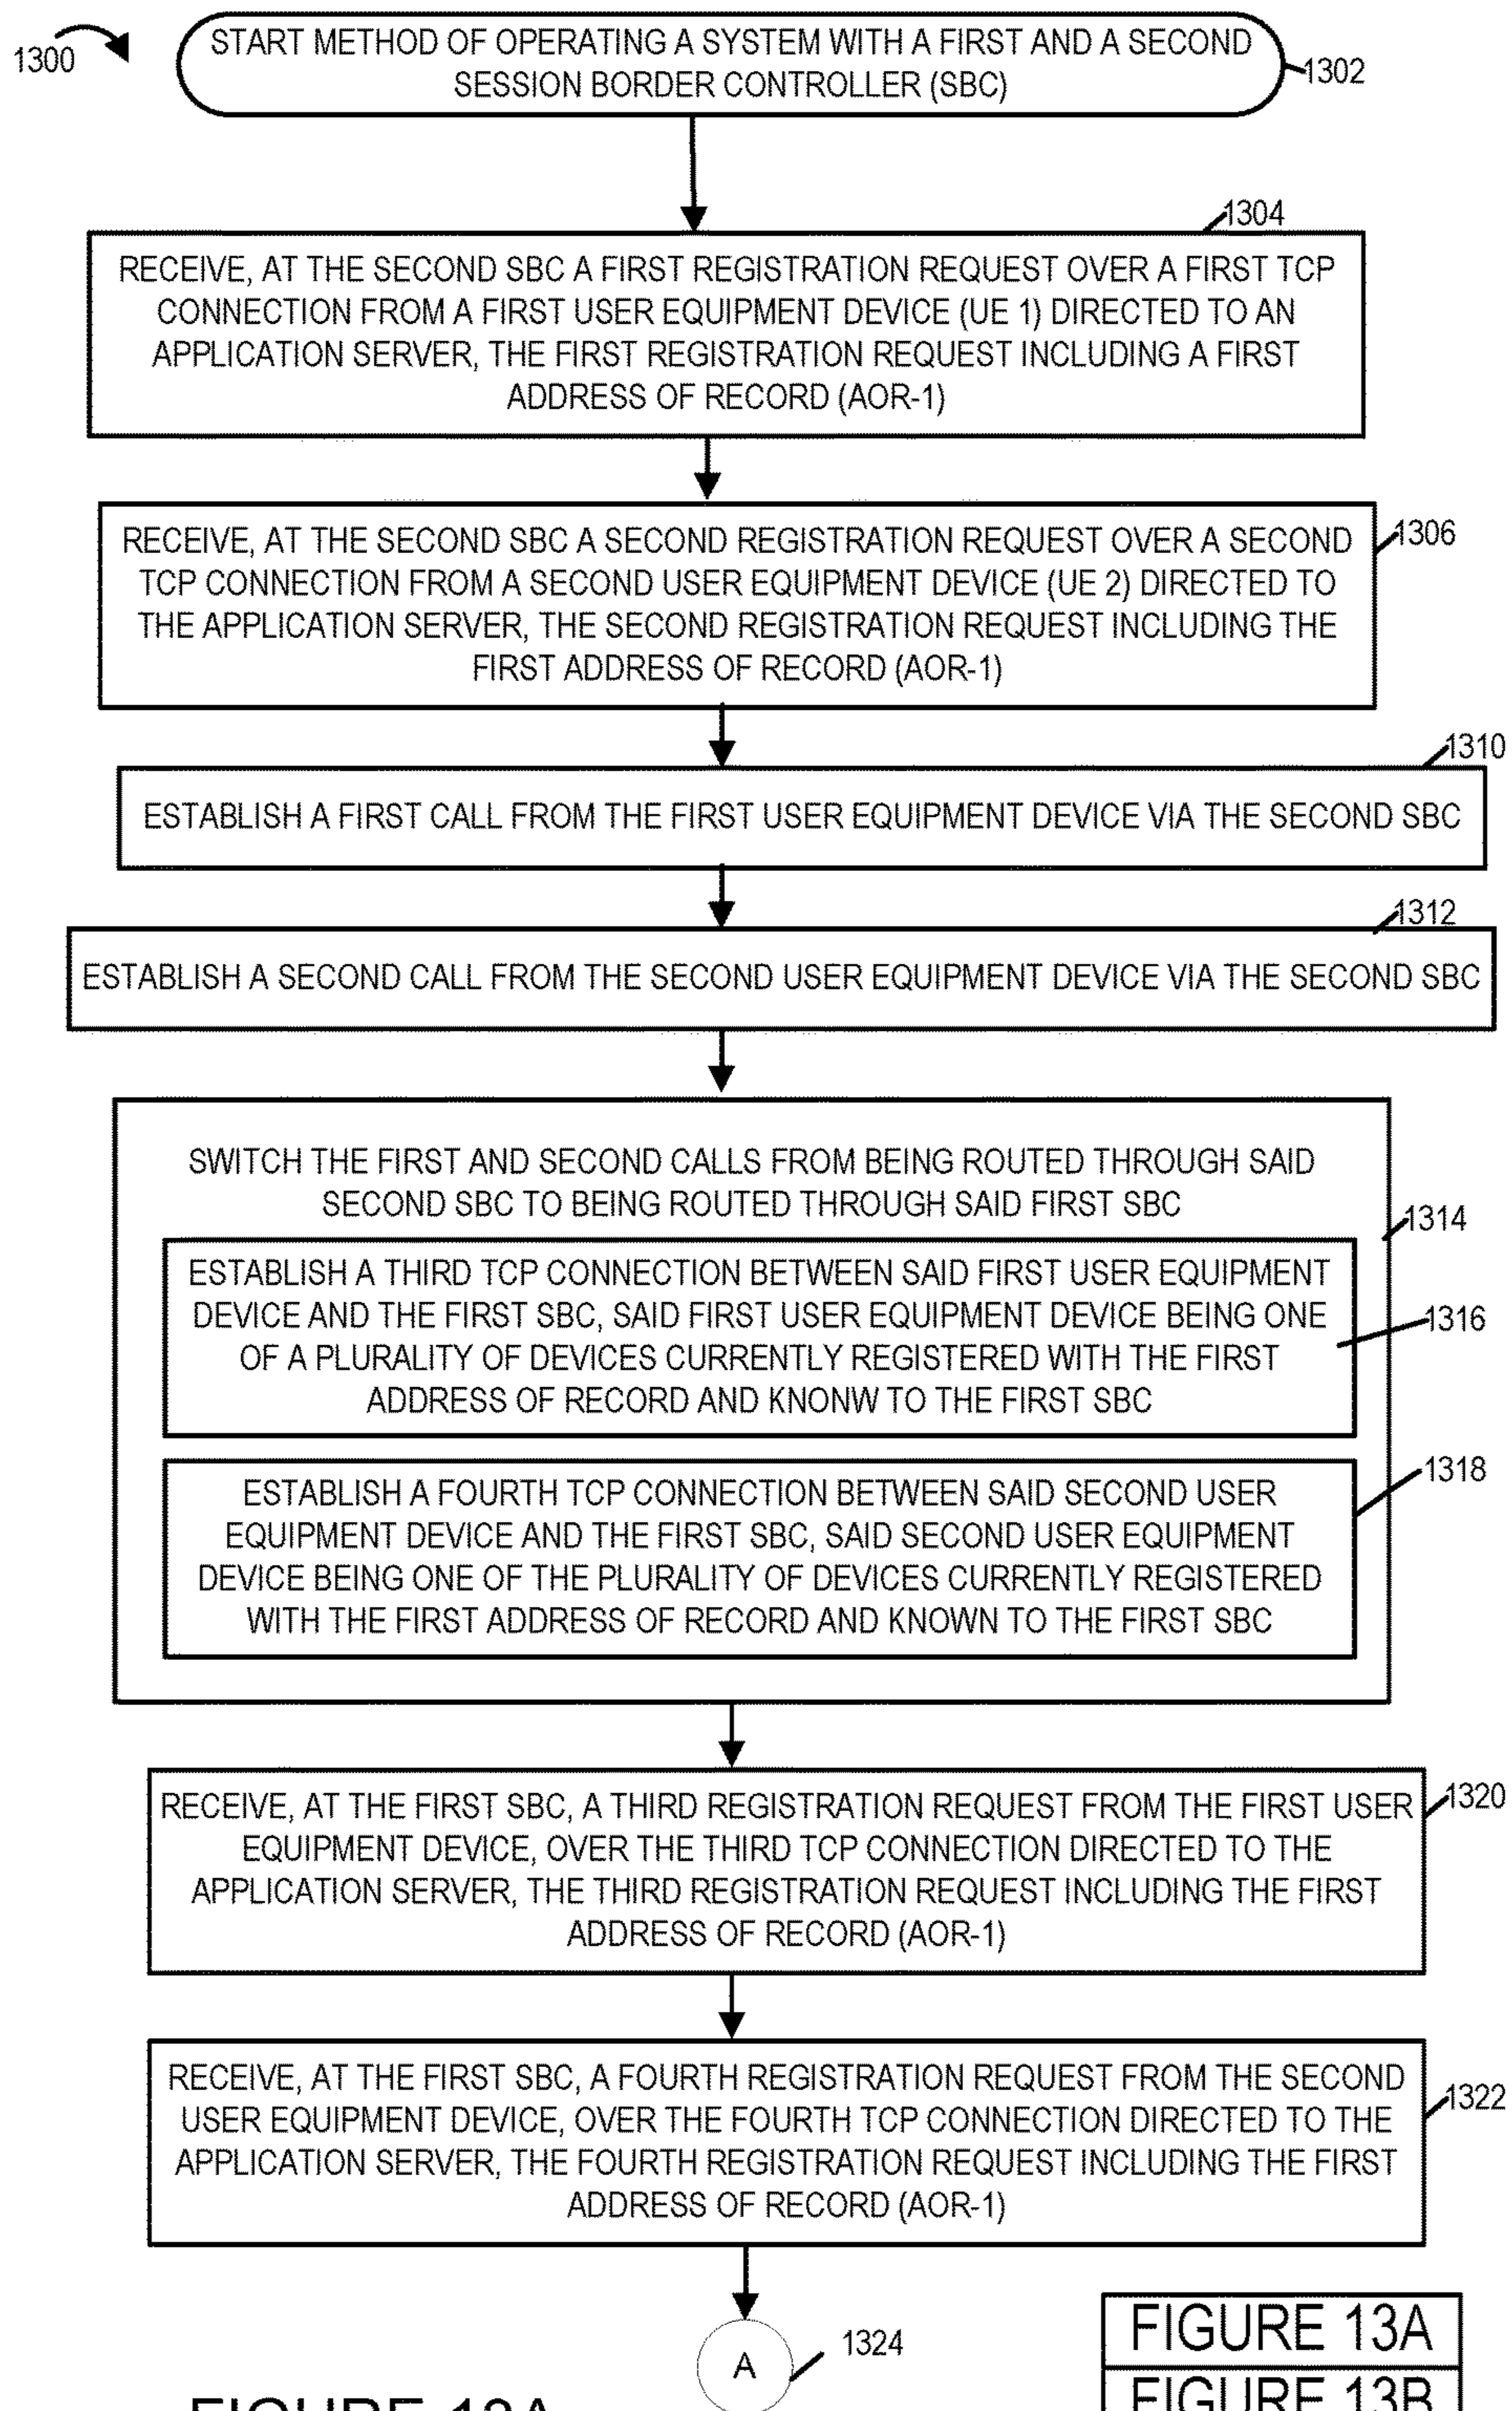 1300
START METHOD OF OPERATING A SYSTEM WITH A FIRST AND A SECOND
SESSION BORDER CONTROLLER (SBC)
1302
1304
RECEIVE, AT THE SECOND SBC A FIRST REGISTRATION REQUEST OVER A FIRST TCP
CONNECTION FROM A FIRST USER EQUIPMENT DEVICE (UE 1) DIRECTED TO AN
APPLICATION SERVER, THE FIRST REGISTRATION REQUEST INCLUDING A FIRST
ADDRESS OF RECORD (AOR-1)
1306
RECEIVE, AT THE SECOND SBC A SECOND REGISTRATION REQUEST OVER A SECOND
TCP CONNECTION FROM A SECOND USER EQUIPMENT DEVICE (UE 2) DIRECTED TO
THE APPLICATION SERVER, THE SECOND REGISTRATION REQUEST INCLUDING THE
FIRST ADDRESS OF RECORD (AOR-1)
1310
ESTABLISH A FIRST CALL FROM THE FIRST USER EQUIPMENT DEVICE VIA THE SECOND SBC
1312
ESTABLISH A SECOND CALL FROM THE SECOND USER EQUIPMENT DEVICE VIA THE SECOND SBC
SWITCH THE FIRST AND SECOND CALLS FROM BEING ROUTED THROUGH SAID
SECOND SBC TO BEING ROUTED THROUGH SAID FIRST SBC
1314
ESTABLISH A THIRD TCP CONNECTION BETWEEN SAID FIRST USER EQUIPMENT
DEVICE AND THE FIRST SBC, SAID FIRST USER EQUIPMENT DEVICE BEING ONE
OF A PLURALITY OF DEVICES CURRENTLY REGISTERED WITH THE FIRST
ADDRESS OF RECORD AND KNONW TO THE FIRST SBC
1316
1318
ESTABLISH A FOURTH TCP CONNECTION BETWEEN SAID SECOND USER
EQUIPMENT DEVICE AND THE FIRST SBC, SAID SECOND USER EQUIPMENT
DEVICE BEING ONE OF THE PLURALITY OF DEVICES CURRENTLY REGISTERED
WITH THE FIRST ADDRESS OF RECORD AND KNOWN TO THE FIRST SBC
1320
RECEIVE, AT THE FIRST SBC, A THIRD REGISTRATION REQUEST FROM THE FIRST USER
EQUIPMENT DEVICE, OVER THE THIRD TCP CONNECTION DIRECTED TO THE
APPLICATION SERVER, THE THIRD REGISTRATION REQUEST INCLUDING THE FIRST
ADDRESS OF RECORD (AOR-1)
1322
RECEIVE, AT THE FIRST SBC, A FOURTH REGISTRATION REQUEST FROM THE SECOND
USER EQUIPMENT DEVICE, OVER THE FOURTH TCP CONNECTION DIRECTED TO THE
APPLICATION SERVER, THE FOURTH REGISTRATION REQUEST INCLUDING THE FIRST
ADDRESS OF RECORD (AOR-1)
A
1324
FIGURE 13A
FIGURE 13B
FIGURE 13A